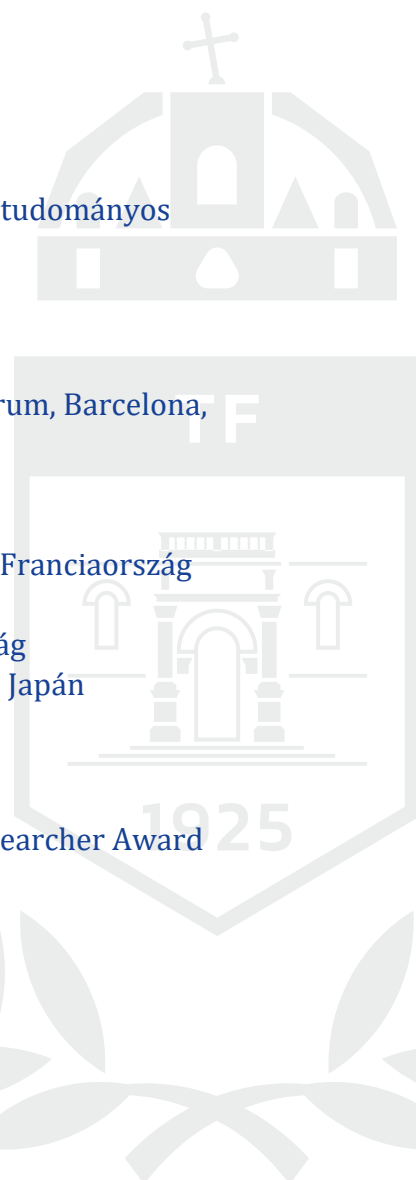 tudományos
rum, Barcelona,
TF
Franciaország
ág
Japán
1925
earcher Award